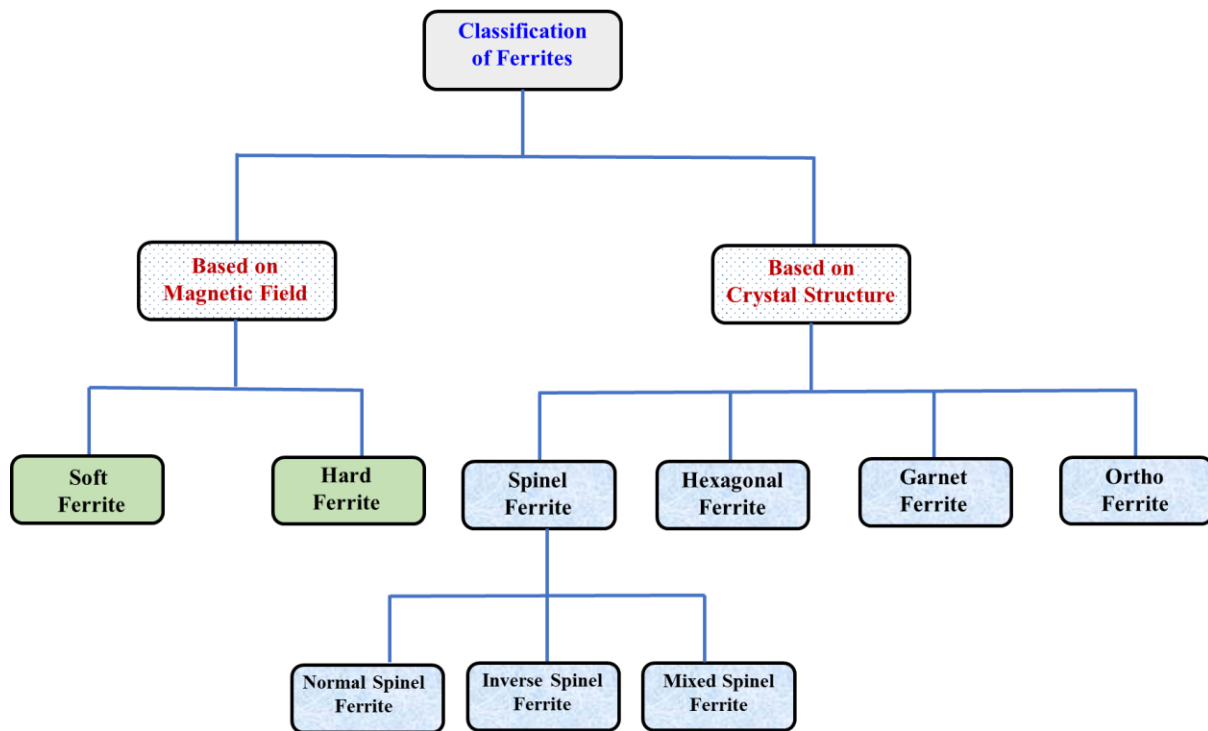 Classification
of Ferrites
Based on
Magnetic Field
Based on
Crystal Structure
Soft
Ferrite
Hard
Ferrite
Spinel
Ferrite
Hexagonal
Ferrite
Garnet
Ferrite
Ortho
Ferrite
Normal Spinel
Ferrite
Inverse Spinel
Ferrite
Mixed Spinel
Ferrite